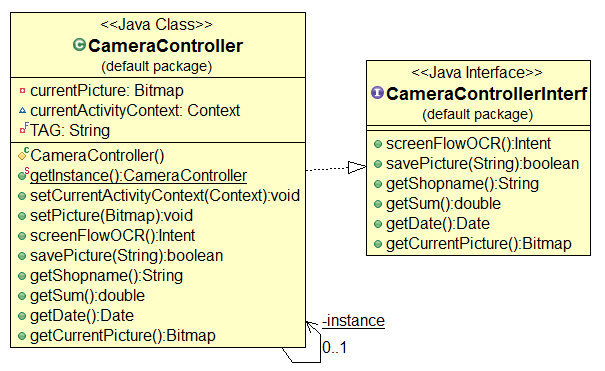 <<Java Class>>
CameraController
(default package)
currentPicture: Bitmap
currentActivityContext: Context
TAG: String
CameraController()
getInstance():CameraController
setCurrentActivityContext(Context):void
setPicture(Bitmap):void
screenFlowOCR():Intent
savePicture(String):boolean
getShopname():String
getSum():double
getDate():Date
getCurrentPicture():Bitmap
<<Java Interface>>
CameraControllerInterf
(default package)
screenFlowOCR():Intent
savePicture(String):boolean
getShopname():String
getSum():double
getDate():Date
getCurrentPicture():Bitmap
-instance
0..1